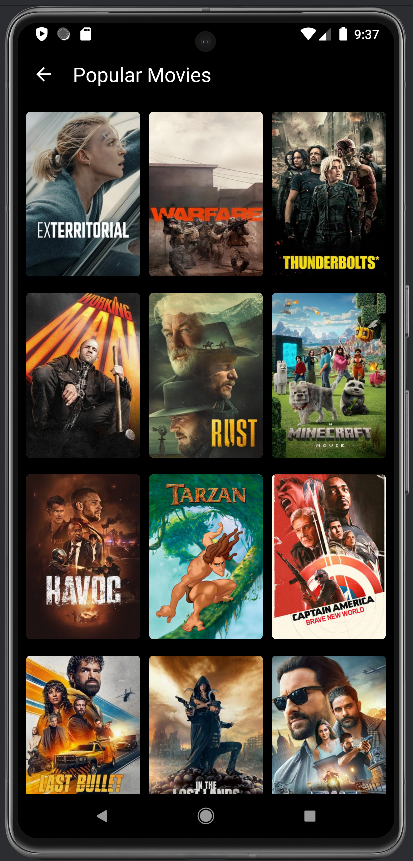 9:37
Popular Movies
EXTERRITORIAL
WARFARE
THUNDERBOLTS*
WORKING
MAN
RUST
A
MINECRAFT
MOVIE
HAVOC
TARZAN
CAPTAIN AMERICA
BRAVE NEW WORLD
LAST BULLET
IN THE
LOST LANDS